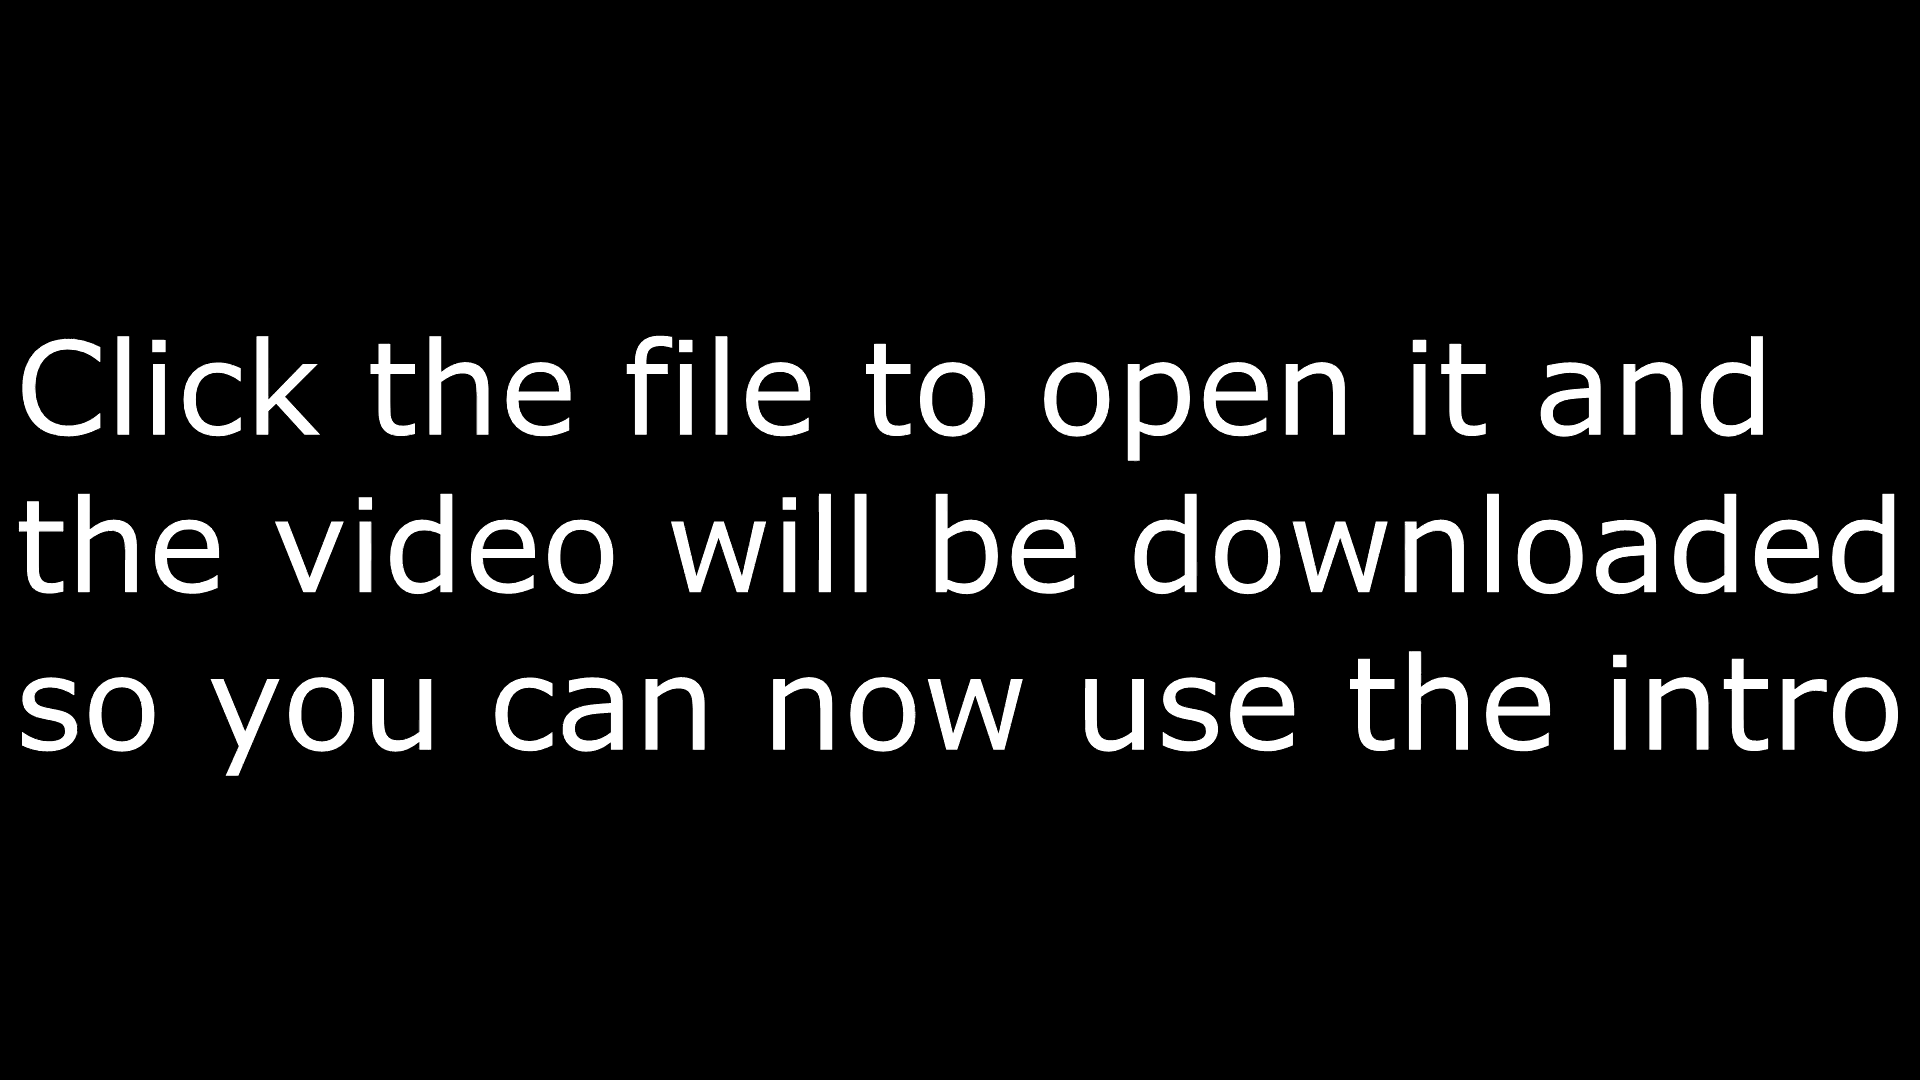 Click the file to open it and
the video will be downloaded
so you can now use the intro